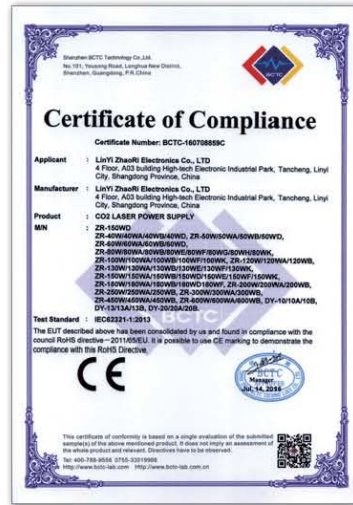 Shenzhen BCTC Technology Co.,Ltd.
No.101, Yousong Road, Longhua New District,
Shenzhen, Guangdong, P.R.China
BCTC
Certificate of Compliance
Certificate Number: BCTC-160708859C
Applicant : LinYi ZhaoRi Electronics Co., LTD
4 Floor, A03 building High-tech Electronic Industrial Park, Tancheng, Linyi
City, Shangdong Province, China
Manufacturer : LinYi ZhaoRi Electronics Co., LTD
4 Floor, A03 building High-tech Electronic Industrial Park, Tancheng, Linyi
City, Shangdong Province, China
Product : CO2 LASER POWER SUPPLY
M/N : ZR-150WD
ZR-40W/40WA/40WB/40WD, ZR-50W/50WA/50WB/50WD,
ZR-60W/60WA/60WB/60WD,
ZR-80W/80WA/80WB/80WE/80WF/80WG/80WH/80WK,
ZR-100W/100WA/100WB/100WF/100WK, ZR-120W/120WA/120WB,
ZR-130W/130WA/130WB/130WE/130WF/130WK,
ZR-150W/150WA/150WB/150WD/150WE/150WF/150WK,
ZR-180W/180WA/180WB/180WD/180WF, ZR-200W/200WA/200WB,
ZR-250W/250WA/250WB, ZR-300W/300WA/300WB,
ZR-450W/450WA/450WB, ZR-600W/600WA/600WB, DY-10/10A/10B,
DY-13/13A/13B, DY-20/20A/20B.
Test Standard : IEC62321-1:2013
The EUT described above has been consolidated by us and found in compliance with the
council RoHS directive—2011/65/EU. It is possible to use CE marking to demonstrate the
compliance with this RoHS Directive.
CE
BCTC
Manager
Jul, 14, 2016
This certificate of conformity is based on a single evaluation of the submitted
sample(s) of the above mentioned product. It does not imply an assessment of
the whole product and relevant. Directives have to be observed.
Tel: 400-788-9558 0755-33019988
Http://www.bctc-lab.com Http://www.bctc-lab.com.cn